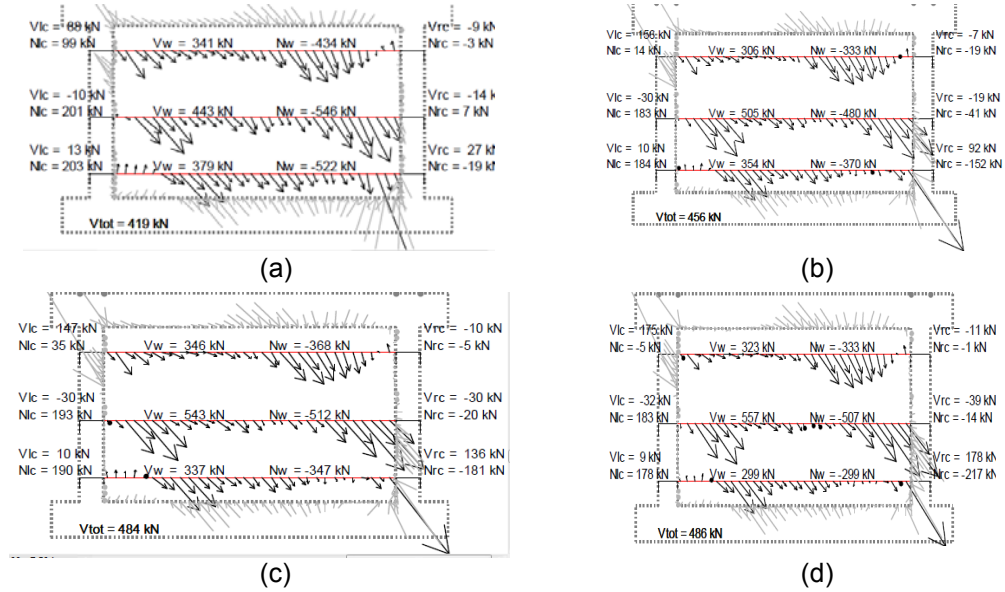 Vlc = 88 kN Vrc = -9 kN
Nlc = 99 kN Vw = 341 kN Nw = -434 kN Nrc = -3 kN
Vlc = -10 kN Vrc = -14 k
Nlc = 201 kN Vw = 443 kN Nw = -546 kN Nrc = 7 kN
Vlc = 13 kN Vrc = 27 k
Nlc = 203 kN Vw = 379 kN Nw = -522 kN Nrc = -19 kN
Vtot = 419 kN
(a)
Vlc = 156 kN Vrc = -7 kN
Nlc = 14 kN Vw = 306 kN Nw = -333 kN Nrc = -19 kN
Vlc = -30 kN Vrc = -19 kN
Nlc = 183 kN Vw = 505 kN Nw = -480 kN Nrc = -41 kN
Vlc = 10 kN Vrc = 92 kN
Nlc = 184 kN Vw = 354 kN Nw = -370 kN Nrc = -152 kN
Vtot = 456 kN
(b)
Vlc = 147 kN Vrc = -10 kN
Nlc = 35 kN Vw = 346 kN Nw = -368 kN Nrc = -5 kN
Vlc = -30 kN Vrc = -30 kN
Nlc = 193 kN Vw = 543 kN Nw = -512 kN Nrc = -20 kN
Vlc = 10 kN Vrc = 136 kN
Nlc = 190 kN Vw = 337 kN Nw = -347 kN Nrc = -181 kN
Vtot = 484 kN
(c)
Vlc = 175 kN Vrc = -11 kN
Nlc = -5 kN Vw = 323 kN Nw = -333 kN Nrc = -1 kN
Vlc = -32 kN Vrc = -39 kN
Nlc = 183 kN Vw = 557 kN Nw = -507 kN Nrc = -14 kN
Vlc = 9 kN Vrc = 178 kN
Nlc = 178 kN Vw = 299 kN Nw = -299 kN Nrc = -217 kN
Vtot = 486 kN
(d)